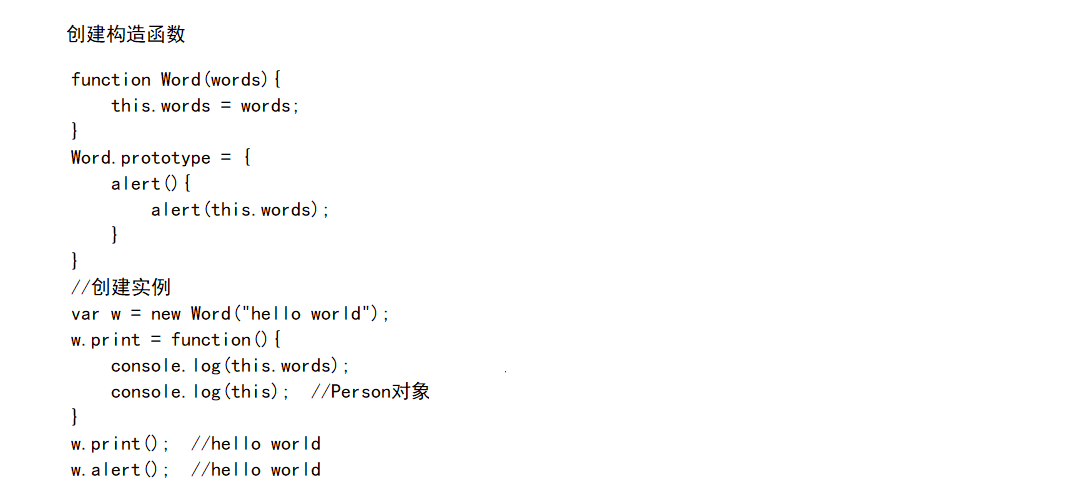 创建构造函数
function Word(words){
    this.words = words;
}
Word.prototype = {
    alert(){
        alert(this.words);
    }
}
//创建实例
var w = new Word("hello world");
w.print = function(){
    console.log(this.words);
    console.log(this);  //Person对象
}
w.print();  //hello world
w.alert();  //hello world